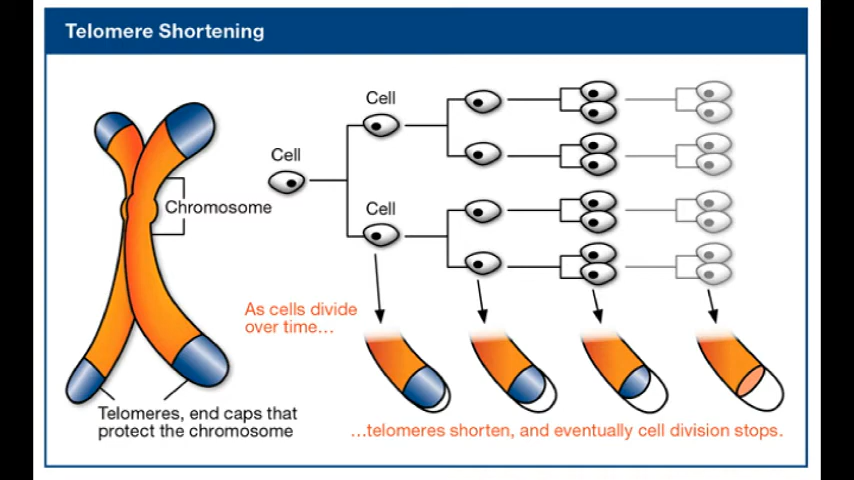 Telomere Shortening
Cell
Cell
Cell
Chromosome
As cells divide
over time...
Telomeres, end caps that
protect the chromosome
...telomeres shorten, and eventually cell division stops.